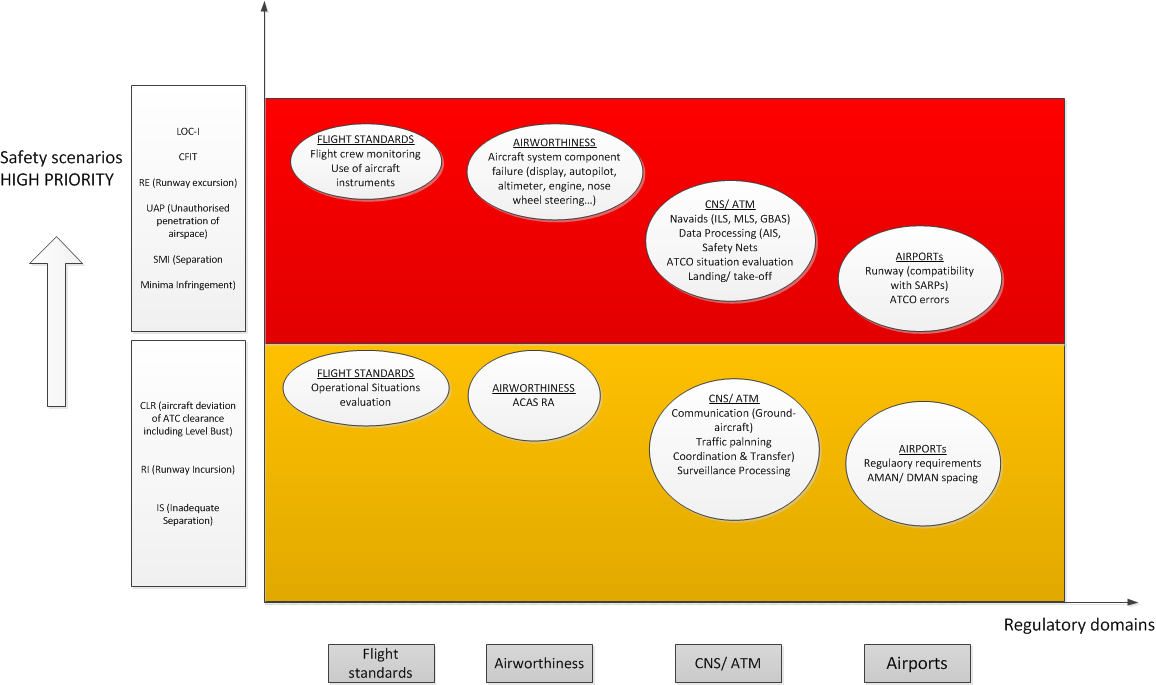 Safety scenarios
HIGH PRIORITY
LOC-I
CFIT
RE (Runway excursion)
UAP (Unauthorised
penetration of
airspace)
SMI (Separation
Minima Infringement)
FLIGHT STANDARDS
Flight crew monitoring
Use of aircraft
instruments
AIRWORTHINESS
Aircraft system component
failure (display, autopilot,
altimeter, engine, nose
wheel steering...)
CNS/ ATM
Navaids (ILS, MLS, GBAS)
Data Processing (AIS,
Safety Nets
ATCO situation evaluation
Landing/ take-off
AIRPORTs
Runway (compatibility
with SARPs)
ATCO errors
CLR (aircraft deviation
of ATC clearance
including Level Bust)
RI (Runway Incursion)
IS (Inadequate
Separation)
FLIGHT STANDARDS
Operational Situations
evaluation
AIRWORTHINESS
ACAS RA
CNS/ ATM
Communication (Ground-
aircraft)
Traffic palnning
Coordination & Transfer)
Surveillance Processing
AIRPORTs
Regulaory requirements
AMAN/ DMAN spacing
Regulatory domains
Flight
standards
Airworthiness
CNS/ ATM
Airports